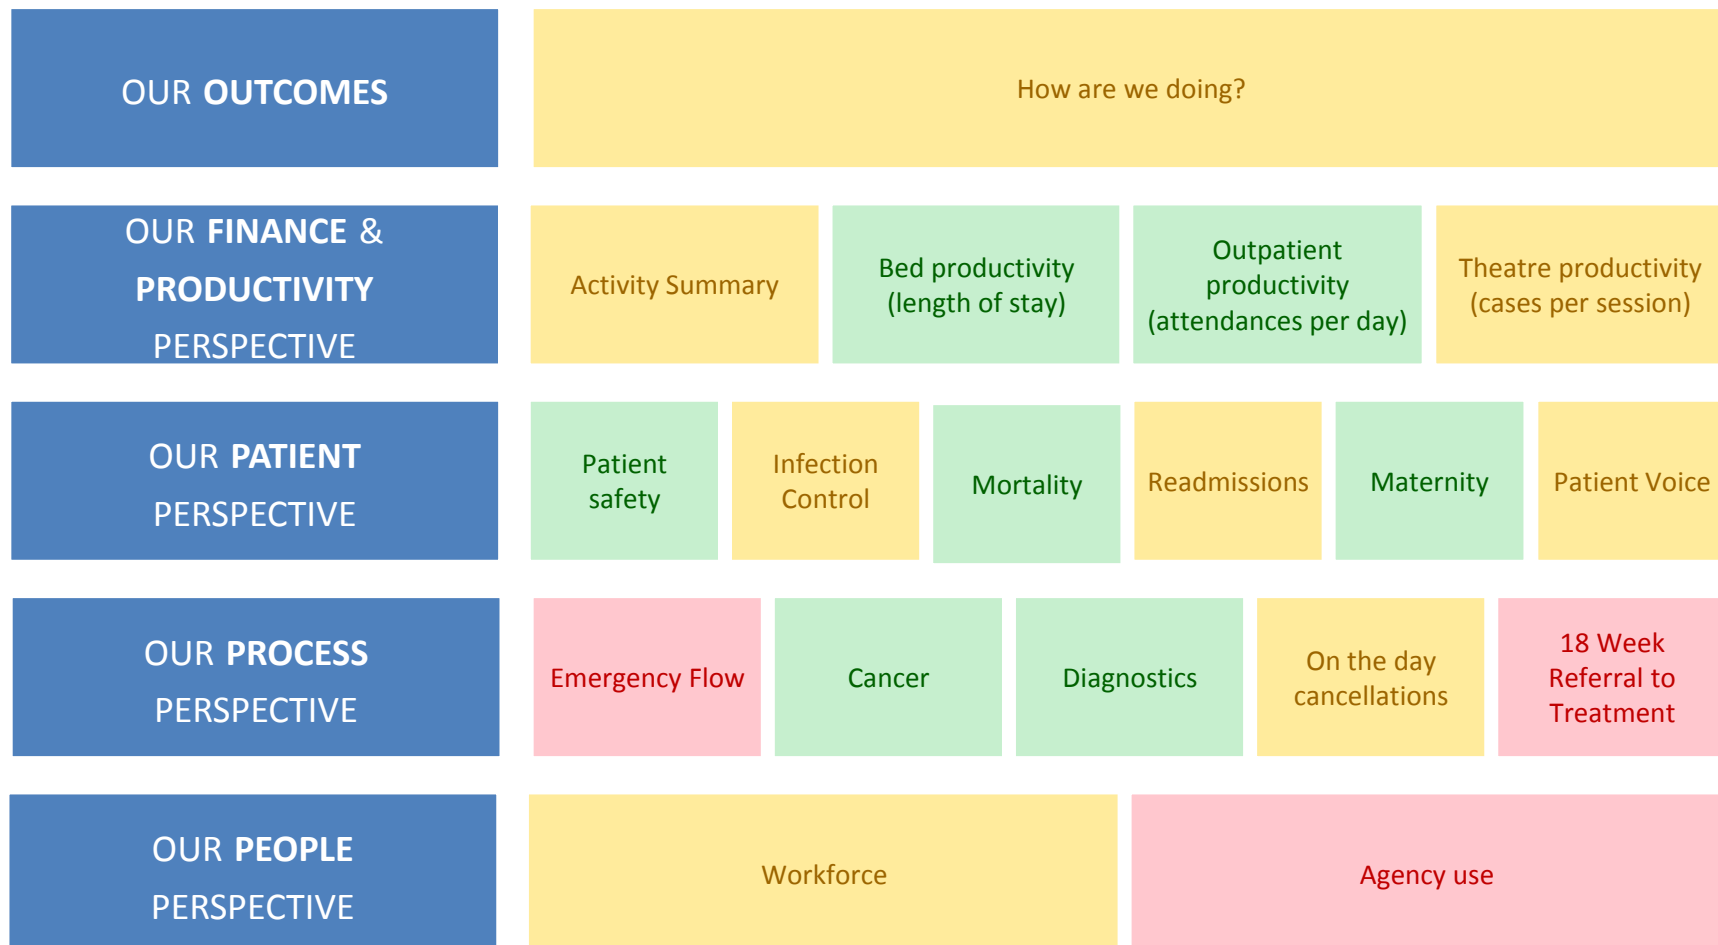 OUR OUTCOMES
How are we doing?
OUR FINANCE &
PRODUCTIVITY
PERSPECTIVE
Activity Summary
Bed productivity
(length of stay)
Outpatient
productivity
(attendances per day)
Theatre productivity
(cases per session)
OUR PATIENT
PERSPECTIVE
Patient
safety
Infection
Control
Mortality
Readmissions
Maternity
Patient Voice
OUR PROCESS
PERSPECTIVE
Emergency Flow
Cancer
Diagnostics
On the day
cancellations
18 Week
Referral to
Treatment
OUR PEOPLE
PERSPECTIVE
Workforce
Agency use